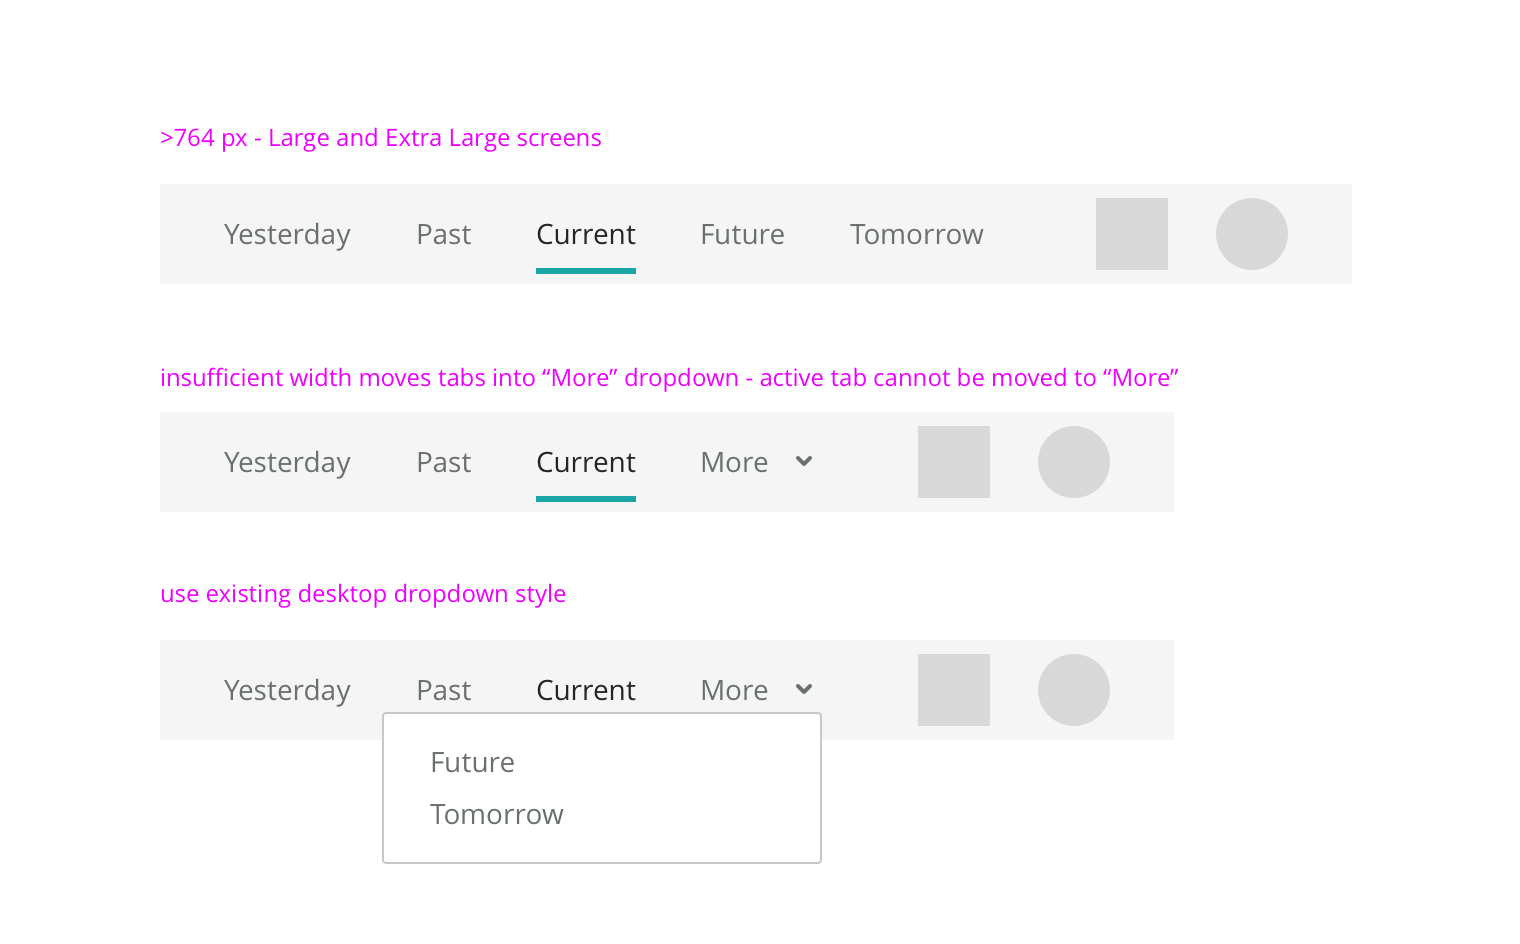 >764 px - Large and Extra Large screens
Yesterday Past Current Future Tomorrow
insufficient width moves tabs into “More” dropdown - active tab cannot be moved to “More”
Yesterday Past Current More
use existing desktop dropdown style
Yesterday Past Current More
Future
Tomorrow